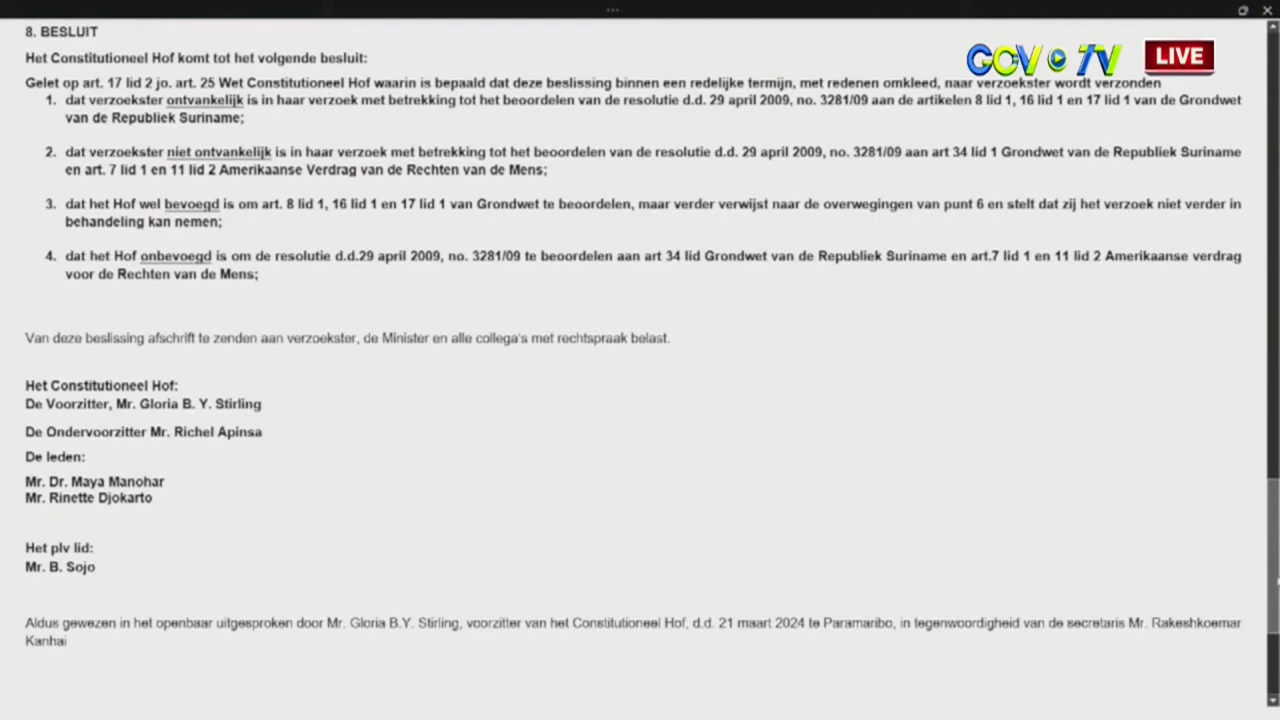 8. BESLUIT
GOV TV
LIVE
Het Constitutioneel Hof komt tot het volgende besluit:
Gelet op art. 17 lid 2 jo. art. 25 Wet Constitutioneel Hof waarin is bepaald dat deze beslissing binnen een redelijke termijn, met redenen omkleed, naar verzoekster wordt verzonden
1. dat verzoekster ontvankelijk is in haar verzoek met betrekking tot het beoordelen van de resolutie d.d. 29 april 2009, no. 3281/09 aan de artikelen 8 lid 1, 16 lid 1 en 17 lid 1 van de Grondwet
van de Republiek Suriname;
2. dat verzoekster niet ontvankelijk is in haar verzoek met betrekking tot het beoordelen van de resolutie d.d. 29 april 2009, no. 3281/09 aan art 34 lid 1 Grondwet van de Republiek Suriname
en art. 7 lid 1 en 11 lid 2 Amerikaanse Verdrag van de Rechten van de Mens;
3. dat het Hof wel bevoegd is om art. 8 lid 1, 16 lid 1 en 17 lid 1 van Grondwet te beoordelen, maar verder verwijst naar de overwegingen van punt 6 en stelt dat zij het verzoek niet verder in
behandeling kan nemen;
4. dat het Hof onbevoegd is om de resolutie d.d.29 april 2009, no. 3281/09 te beoordelen aan art 34 lid Grondwet van de Republiek Suriname en art.7 lid 1 en 11 lid 2 Amerikaanse verdrag
voor de Rechten van de Mens;
Van deze beslissing afschrift te zenden aan verzoekster, de Minister en alle collega's met rechtspraak belast.
Het Constitutioneel Hof:
De Voorzitter, Mr. Gloria B. Y. Stirling
De Ondervoorzitter Mr. Richel Apinsa
De leden:
Mr. Dr. Maya Manohar
Mr. Rinette Djokarto
Het plv lid:
Mr. B. Sojo
Aldus gewezen in het openbaar uitgesproken door Mr. Gloria B.Y. Stirling, voorzitter van het Constitutioneel Hof, d.d. 21 maart 2024 te Paramaribo, in tegenwoordigheid van de secretaris Mr. Rakeshkoemar
Kanhai